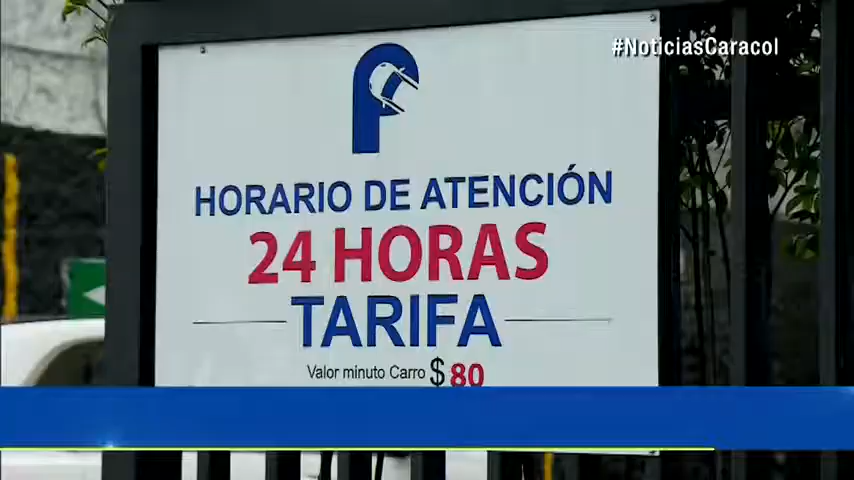 #NoticiasCaracol
P
HORARIO DE ATENCIÓN
24 HORAS
TARIFA
Valor minuto Carro $ 80